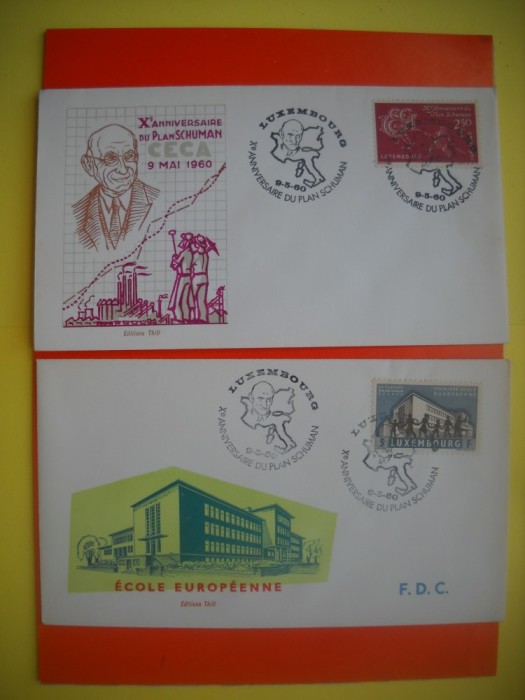 Xᵉ ANNIVERSAIRE
DU PLAN SCHUMAN
CECA
9 MAI 1960
Editions Thill
LUXEMBOURG
9-5-60
Xᵉ ANNIVERSAIRE DU PLAN SCHUMAN
250
LUXEMBOURG
9-5-60
ANNIVERSAIRE DU PLAN SCHUMAN
LUXEMBOURG
9-5-60
Xᵉ ANNIVERSAIRE DU PLAN SCHUMAN
LUXEMBOURG
9-5-60
Xᵉ ANNIVERSAIRE DU PLAN SCHUMAN
ÉCOLE EUROPÉENNE
Editions Thill
F. D. C.